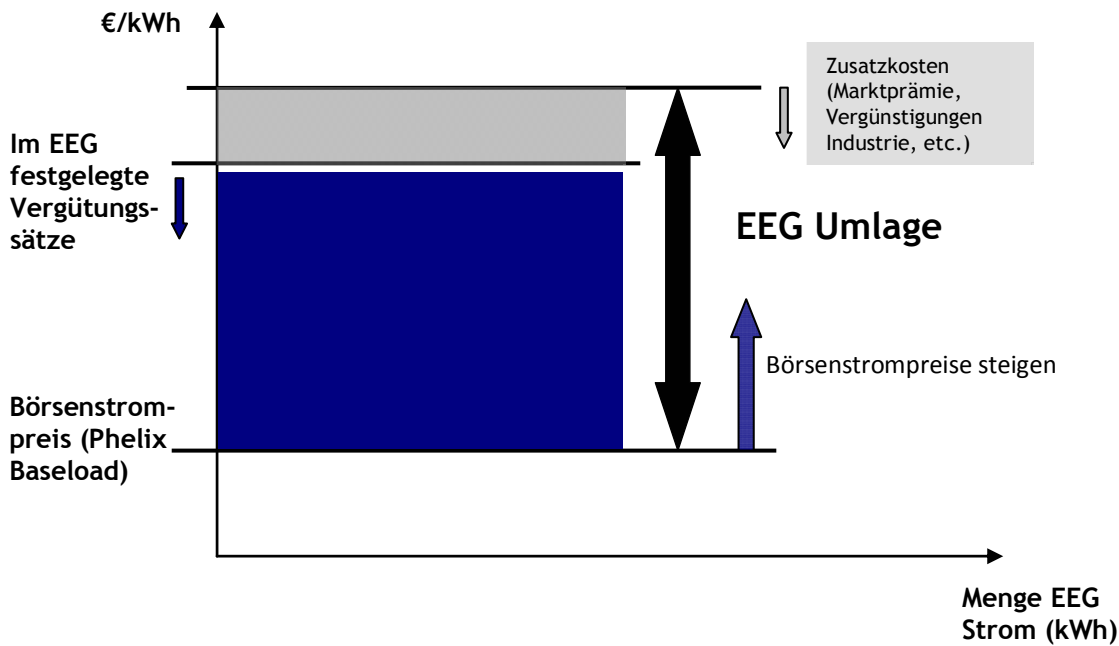 €/kWh
Zusatzkosten
(Marktprämie,
Vergünstigungen
Industrie, etc.)
Im EEG
festgelegte
Vergütungs-
sätze
EEG Umlage
Börsenstrompreise steigen
Börsenstrom-
preis (Phelix
Baseload)
Menge EEG
Strom (kWh)